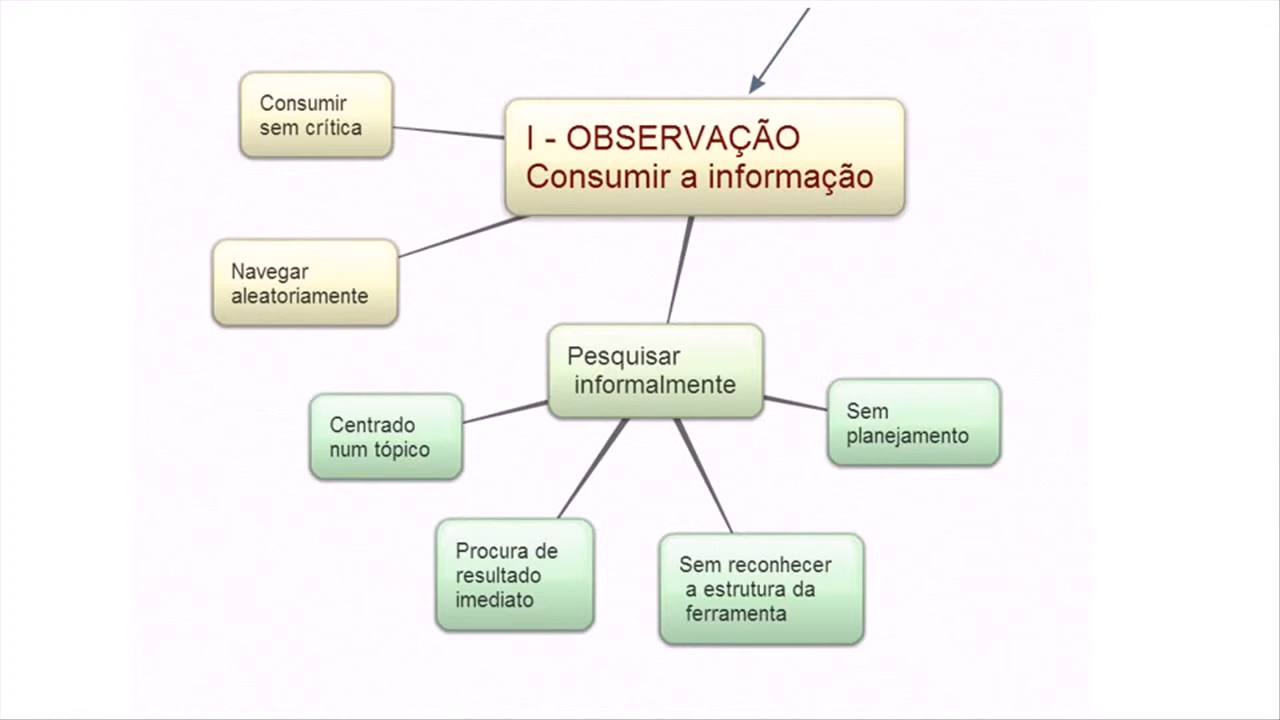 Consumir
sem crítica
I - OBSERVAÇÃO
Consumir a informação
Navegar
aleatoriamente
Pesquisar
informalmente
Centrado
num tópico
Sem
planejamento
Procura de
resultado
imediato
Sem reconhecer
a estrutura da
ferramenta